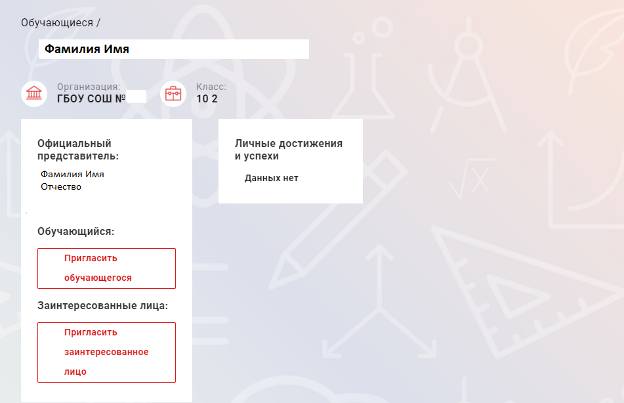 Обучающиеся /
Фамилия Имя
Организация:
ГБОУ СОШ №
Класс:
10 2
Официальный
представитель:
Фамилия Имя
Отчество
Обучающийся:
Пригласить
обучающегося
Заинтересованные лица:
Пригласить
заинтересованное
лицо
Личные достижения
и успехи
Данных нет
√x